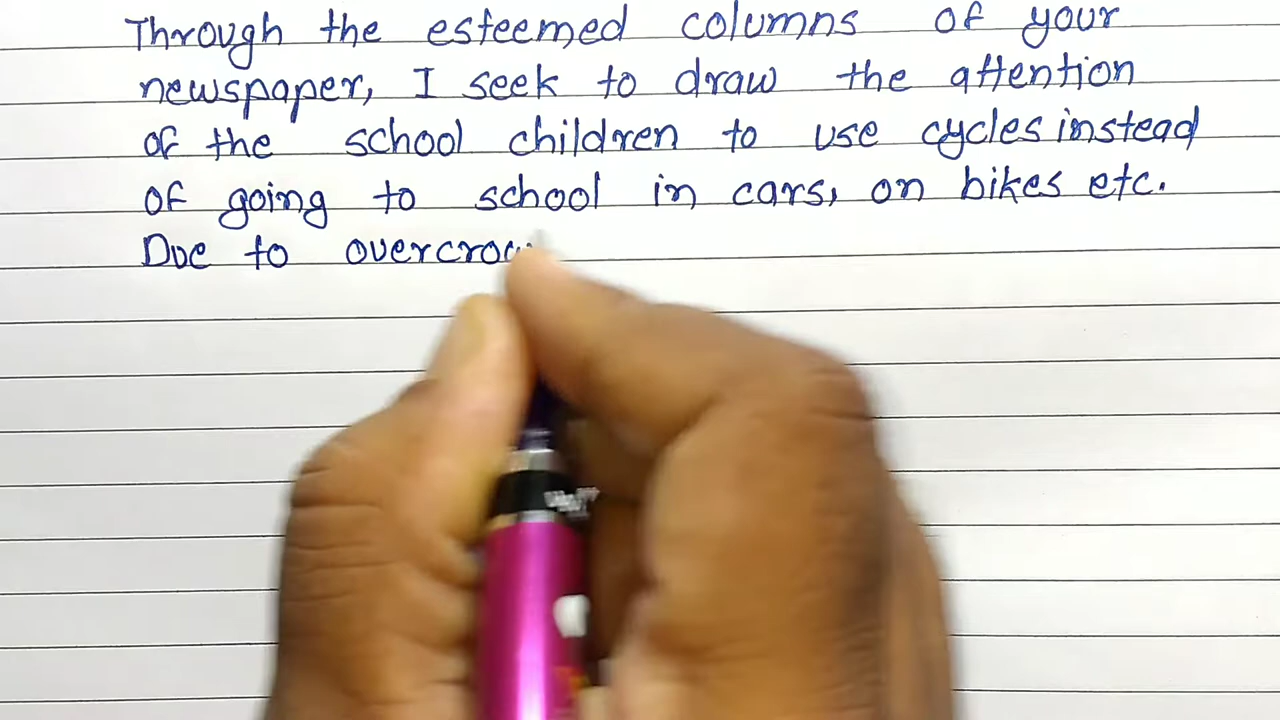 Through the esteemed columns of your
newspaper, I seek to draw the attention
of the school children to use cycles instead
of going to school in cars, on bikes etc.
Due to